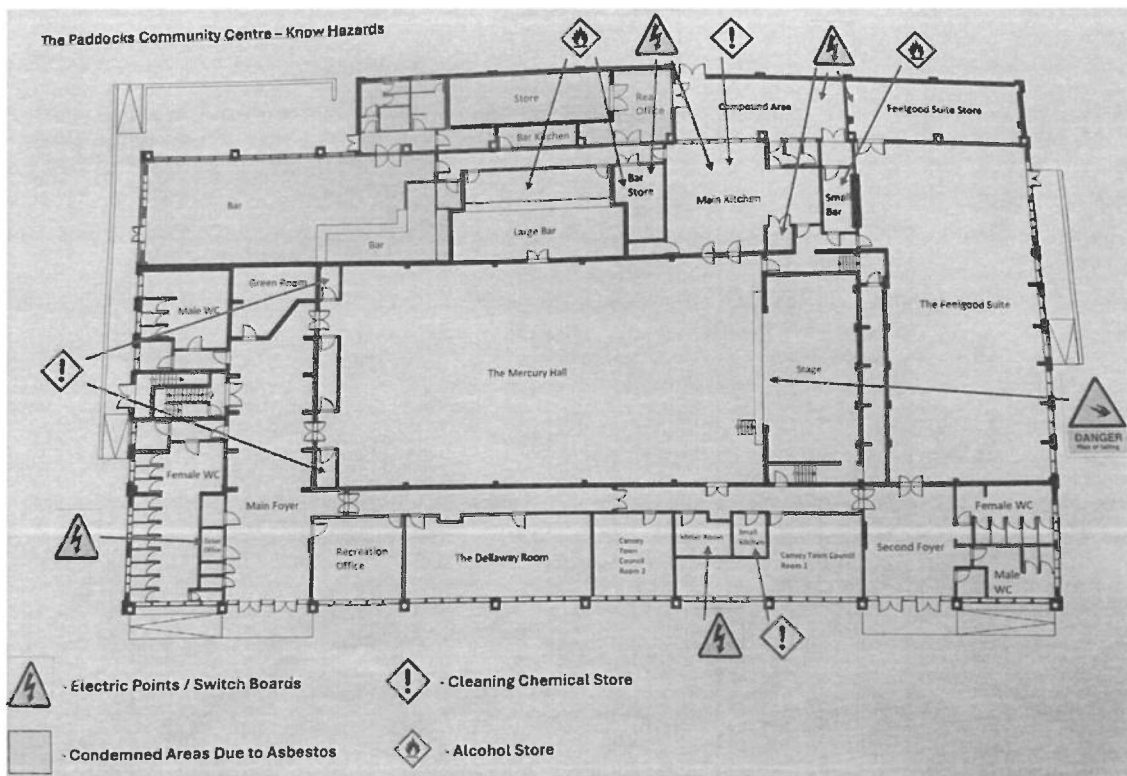 The Paddocks Community Centre – Know Hazards
Store
Rear
Office
Compound Area
Feelgood Suite Store
Bar Kitchen
Bar
Bar
Store
Main Kitchen
Small
Bar
Large Bar
Bar
Green Room
Male WC
The Feelgood Suite
The Mercury Hall
Stage
DANGER
Female WC
Main Foyer
Female WC
Office
Recreation
Office
The Dellaway Room
Canvey
Town
Council
Room 2
Small
Kitchen
Canvey Town Council
Room 1
Second Foyer
Male
WC
- Electric Points / Switch Boards
- Cleaning Chemical Store
- Condemned Areas Due to Asbestos
- Alcohol Store